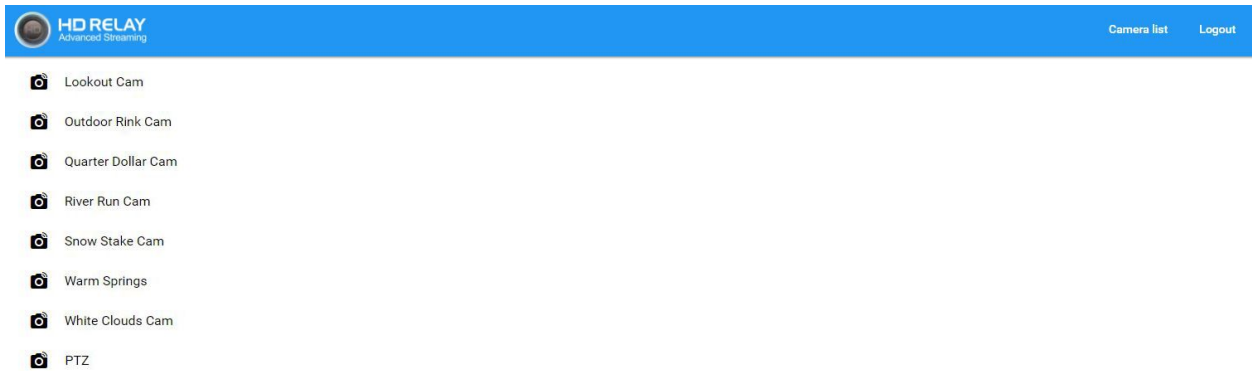 HD RELAY
Advanced Streaming
Camera list Logout
Lookout Cam
Outdoor Rink Cam
Quarter Dollar Cam
River Run Cam
Snow Stake Cam
Warm Springs
White Clouds Cam
PTZ